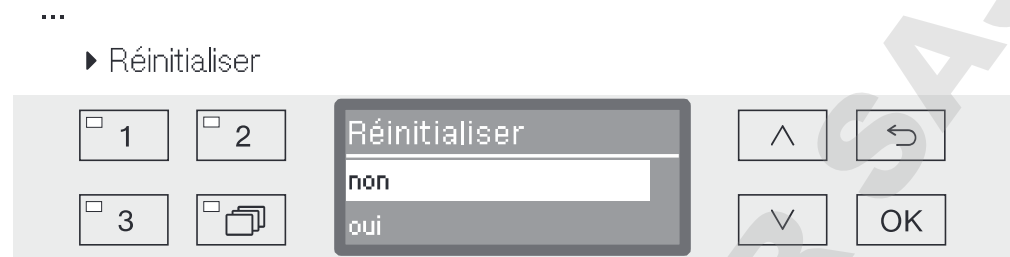 ...
▸ Réinitialiser
1 2 Réinitialiser
non
3 oui OK